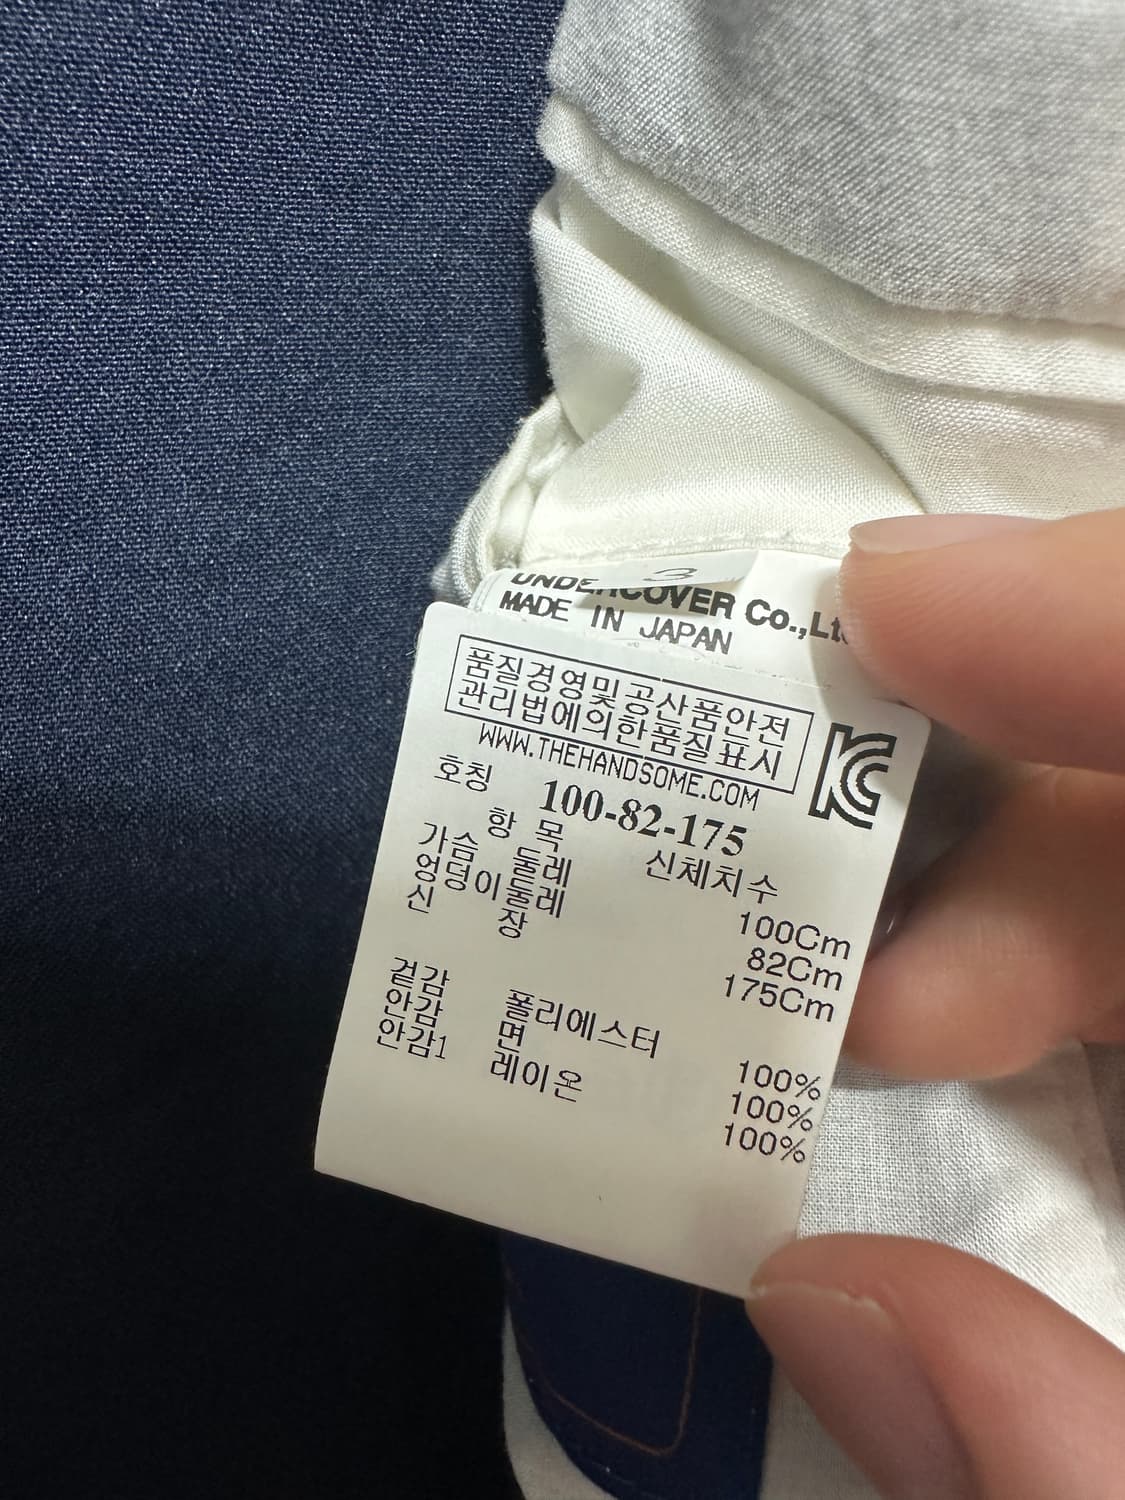 3
UNDERCOVER Co.,Lt
MADE IN JAPAN
품질경영및공산품안전
관리법에의한품질표시
WWW.THEHANDSOME.COM
호칭 100-82-175
항 목 신체치수
가슴 둘레 100Cm
엉덩이둘레 82Cm
신 장 175Cm
겉감 폴리에스터 100%
안감 면 100%
안감1 레이온 100%